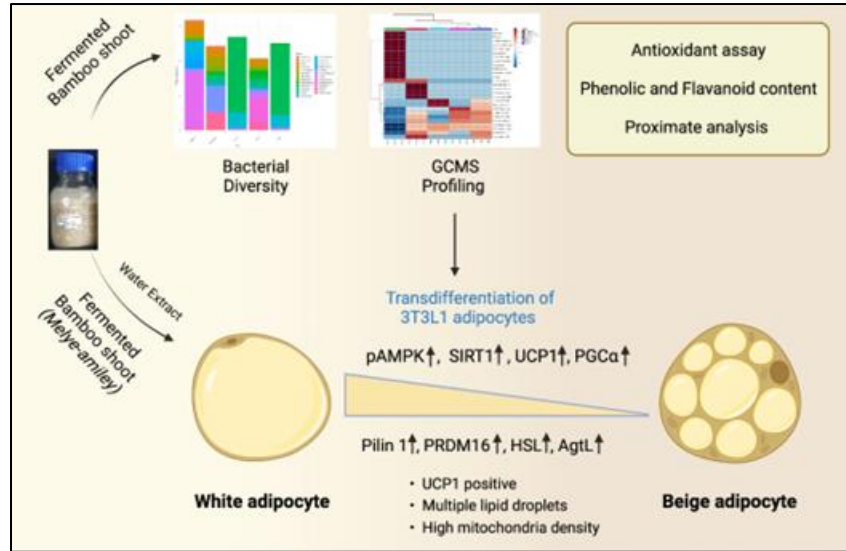 Fermented
Bamboo shoot
Bacterial
Diversity
GCMS
Profiling
Antioxidant assay
Phenolic and Flavanoid content
Proximate analysis
Water Extract
Fermented
Bamboo shoot
(Melye-amiley)
Transdifferentiation of
3T3L1 adipocytes
pAMPK↑, SIRT1↑, UCP1↑, PGCα↑
Pilin 1↑, PRDM16↑, HSL↑, AgtL↑
• UCP1 positive
• Multiple lipid droplets
• High mitochondria density
White adipocyte
Beige adipocyte